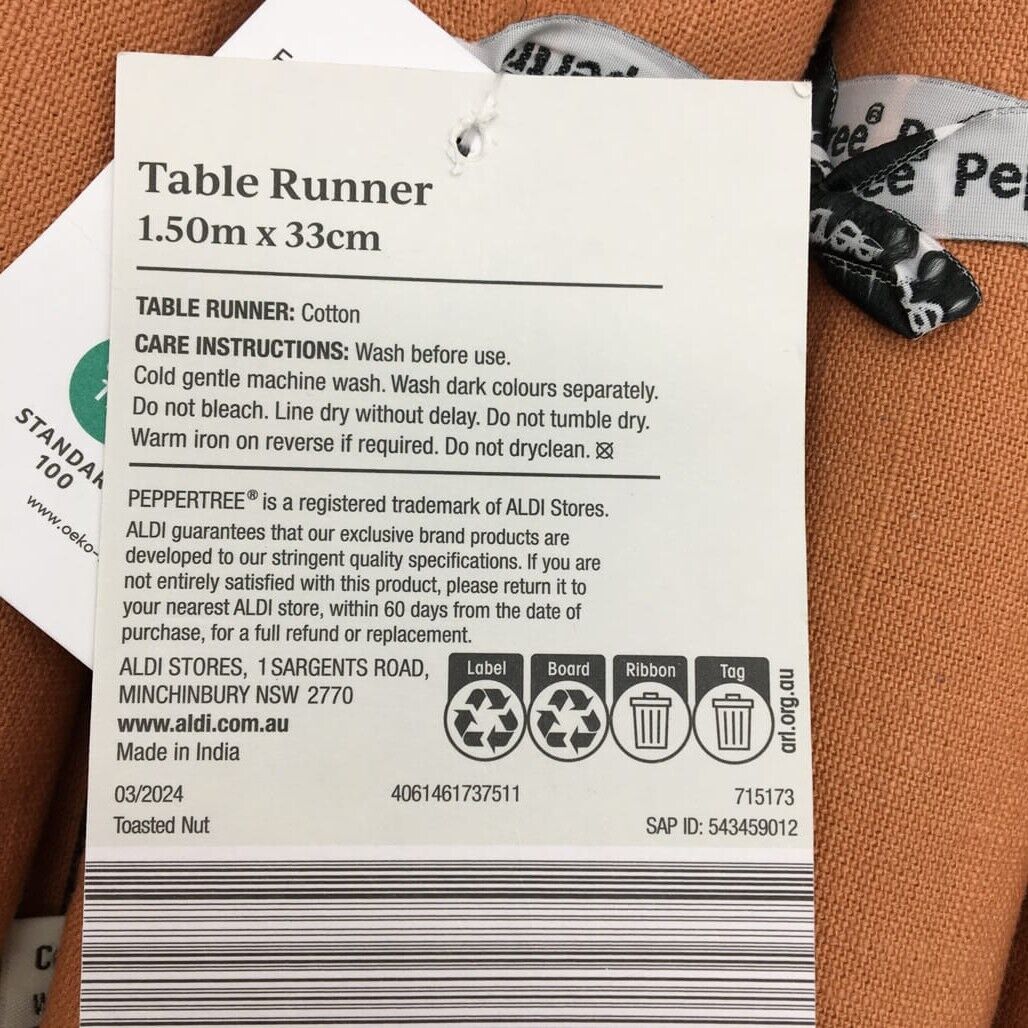 Table Runner
1.50m x 33cm
TABLE RUNNER: Cotton
CARE INSTRUCTIONS: Wash before use.
Cold gentle machine wash. Wash dark colours separately.
Do not bleach. Line dry without delay. Do not tumble dry.
Warm iron on reverse if required. Do not dryclean.
PEPPERTREE® is a registered trademark of ALDI Stores.
ALDI guarantees that our exclusive brand products are
developed to our stringent quality specifications. If you are
not entirely satisfied with this product, please return it to
your nearest ALDI store, within 60 days from the date of
purchase, for a full refund or replacement.
ALDI STORES, 1 SARGENTS ROAD,
MINCHINBURY NSW 2770
www.aldi.com.au
Made in India
Label Board Ribbon Tag
arl.org.au
03/2024 4061461737511 715173
Toasted Nut SAP ID: 543459012
STANDAR
100
www.oeko-
ee® P
ee Pe